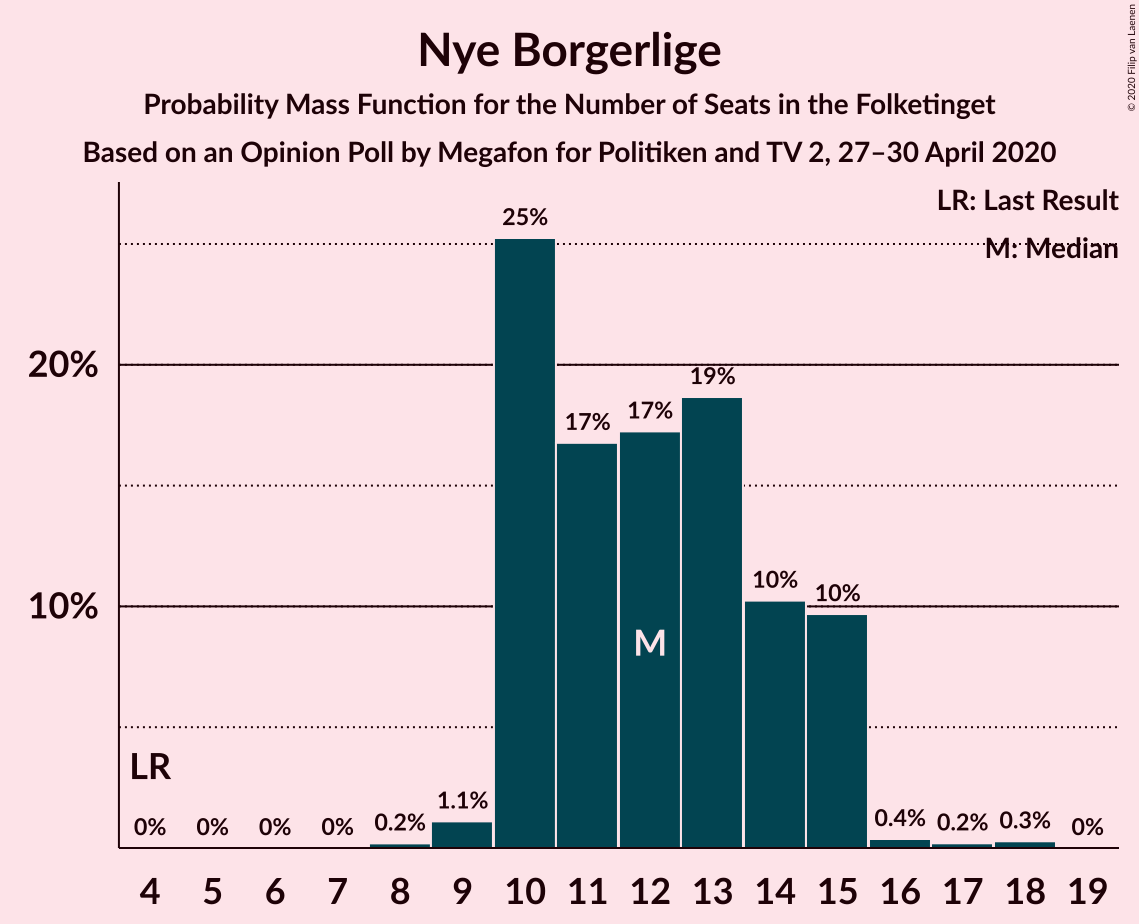 Nye Borgerlige
Probability Mass Function for the Number of Seats in the Folketinget
Based on an Opinion Poll by Megafon for Politiken and TV 2, 27–30 April 2020
© 2020 Filip van Laenen
LR: Last Result
M: Median
20%
10%
25%
17%
17%
19%
10%
10%
M
LR
0%
0%
0%
0%
0.2%
1.1%
0.4%
0.2%
0.3%
0%
4 5 6 7 8 9 10 11 12 13 14 15 16 17 18 19